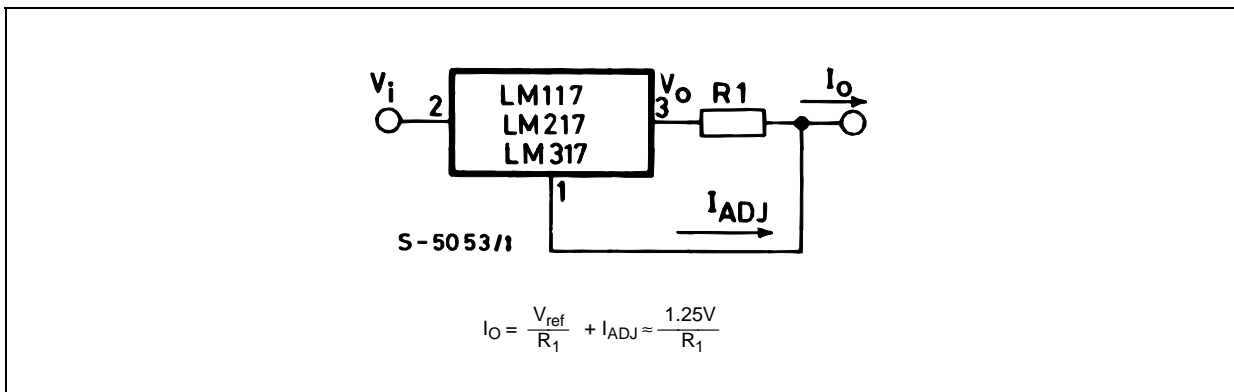 Vi
2
LM117
LM217
LM317
Vo
3
R1
Io
1
IADJ
S-5053/1
IO = Vref/R1 + IADJ ≈ 1.25V/R1